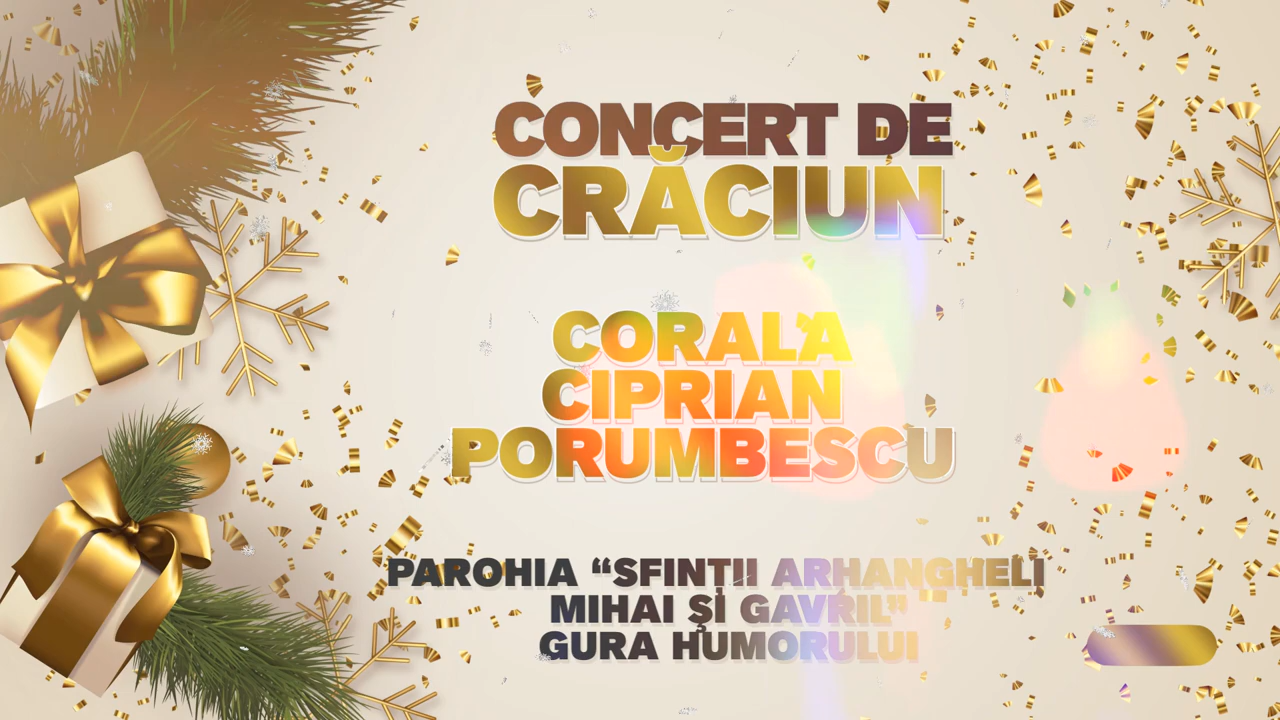 CONCERT DE
CRĂCIUN
CORALA
CIPRIAN
PORUMBESCU
PAROHIA “SFINȚII ARHANGHELI
MIHAI ȘI GAVRIL”
GURA HUMORULUI